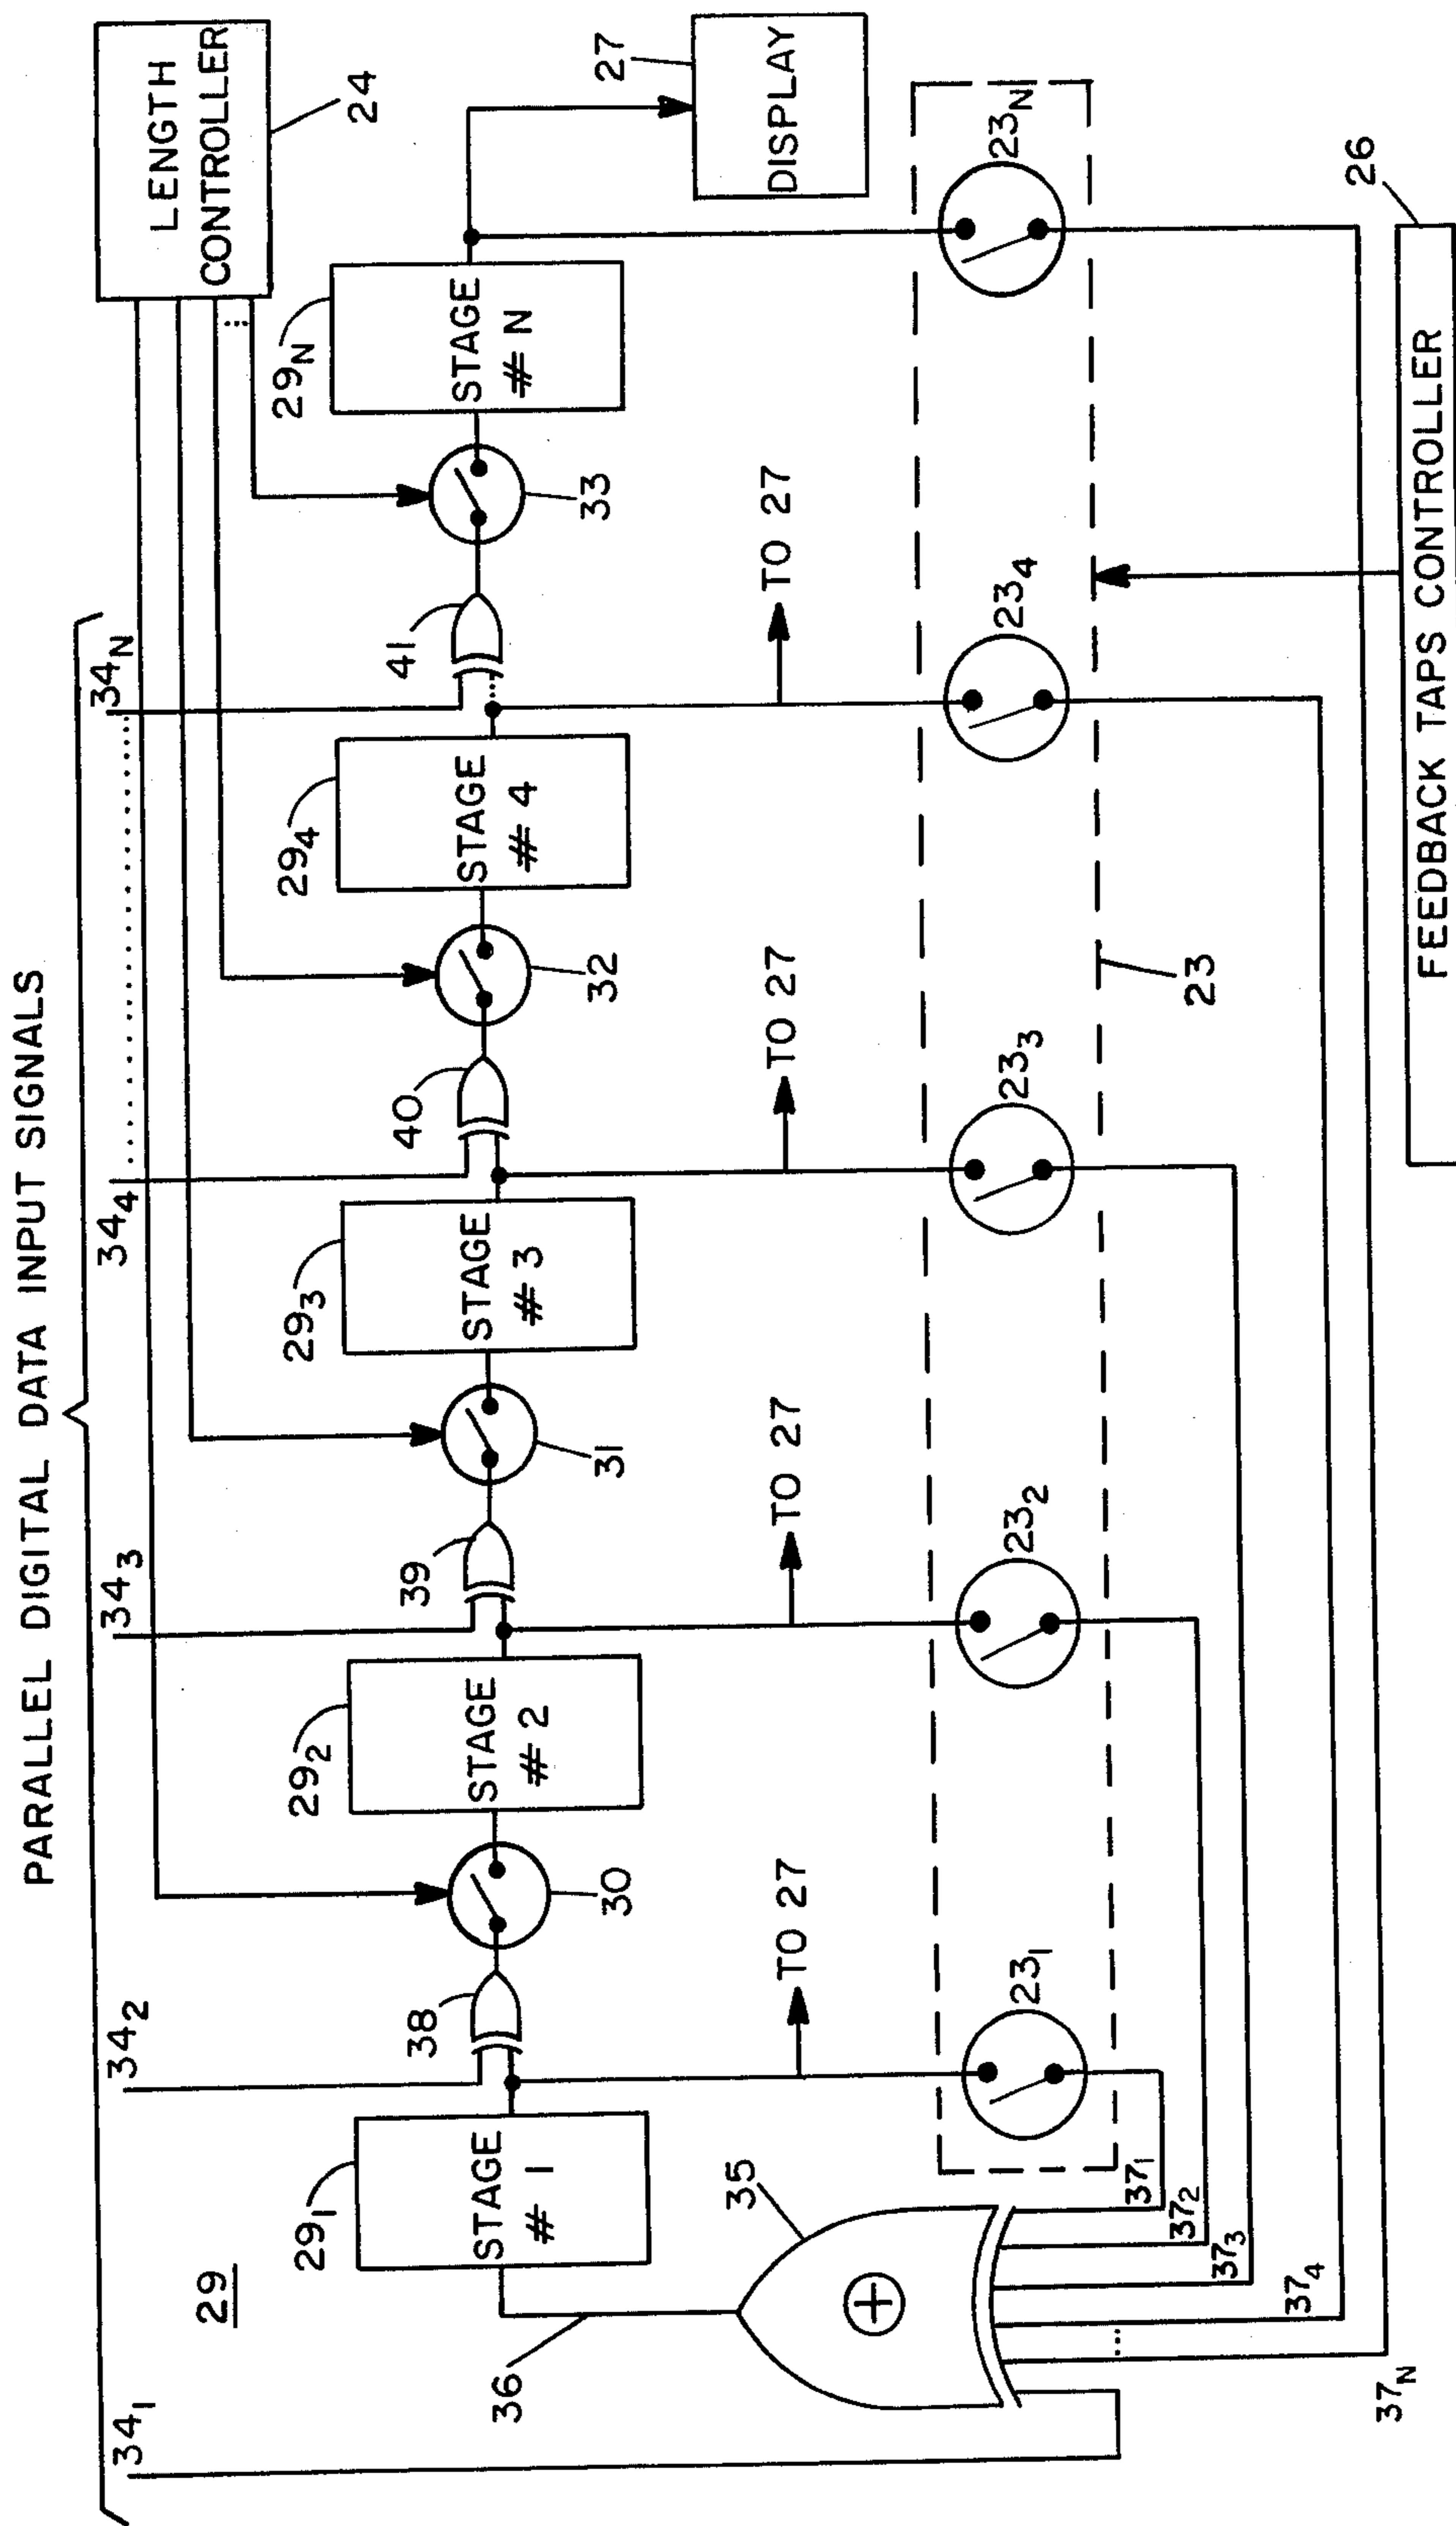 PARALLEL DIGITAL DATA INPUT SIGNALS
34₁
34₂
34₃
34₄
34N
LENGTH
CONTROLLER
24
29
29₁
STAGE
# 1
38
30
29₂
STAGE
# 2
39
31
29₃
STAGE
# 3
40
32
29₄
STAGE
# 4
41
33
29N
STAGE
# N
27
DISPLAY
36
35
TO 27
TO 27
TO 27
TO 27
23₁
23₂
23₃
23₄
23N
23
37₁
37₂
37₃
37₄
37N
26
FEEDBACK TAPS CONTROLLER